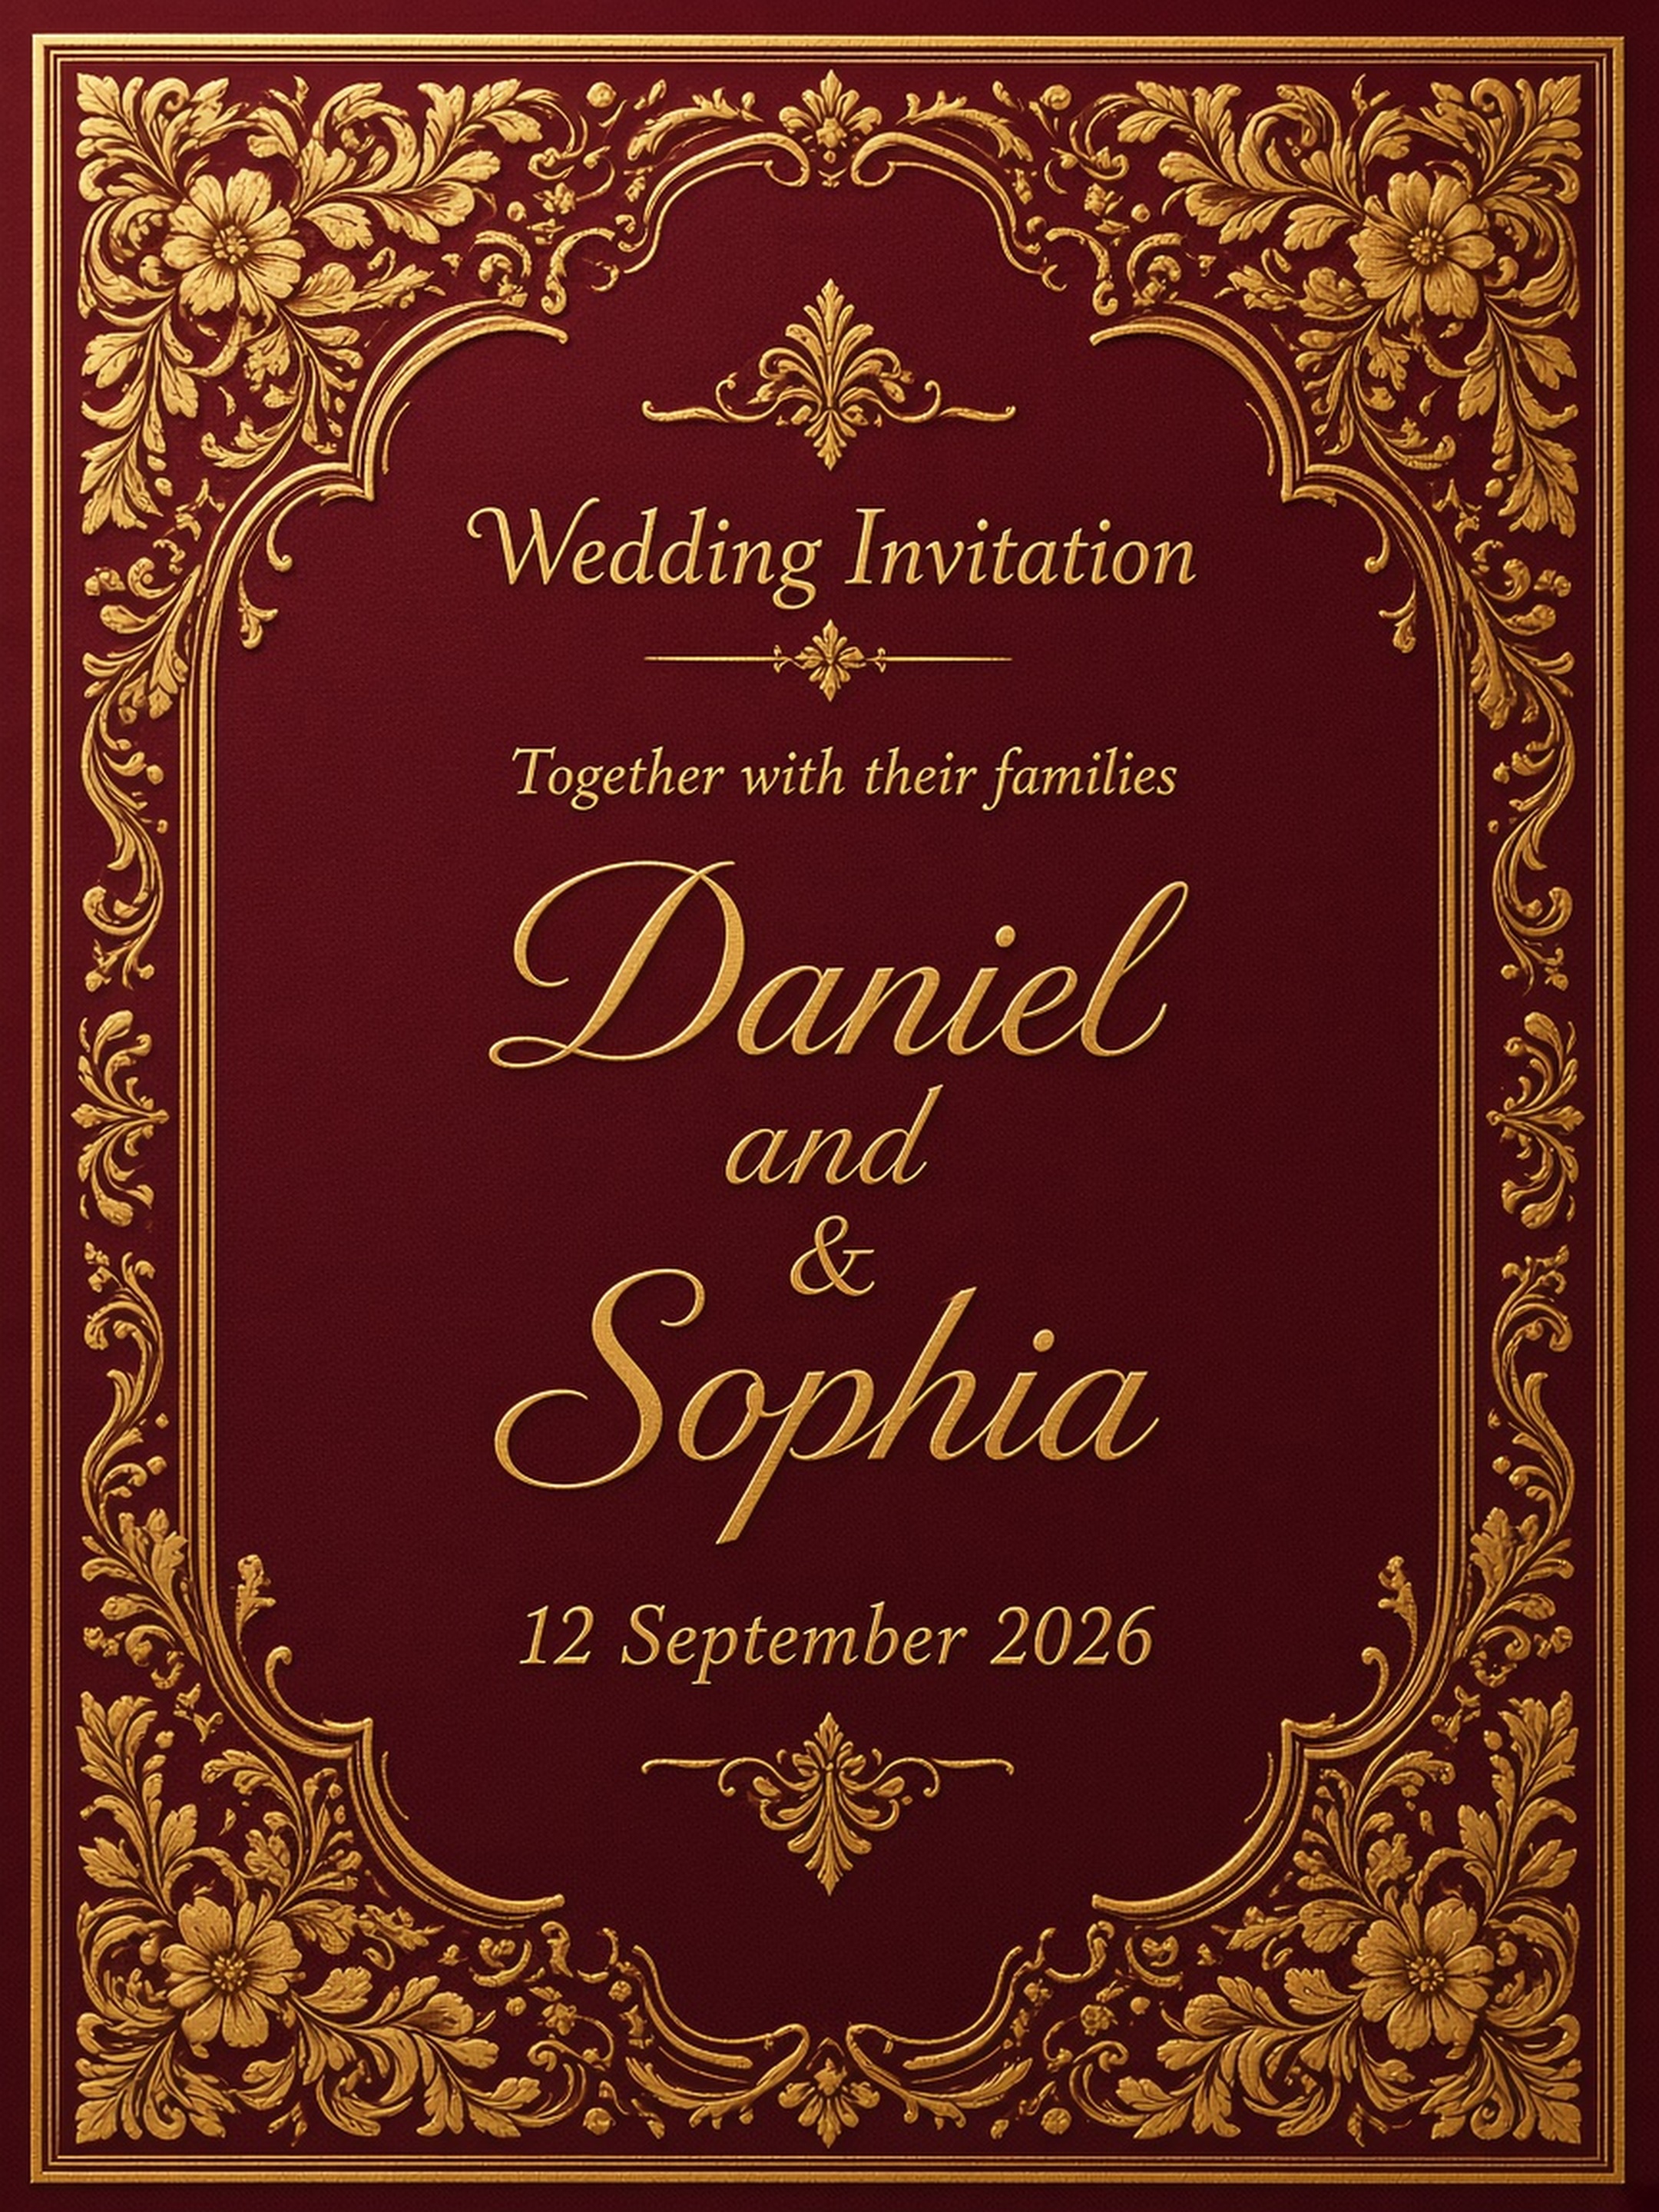 Wedding Invitation
Together with their families
Daniel
and
&
Sophia
12 September 2026